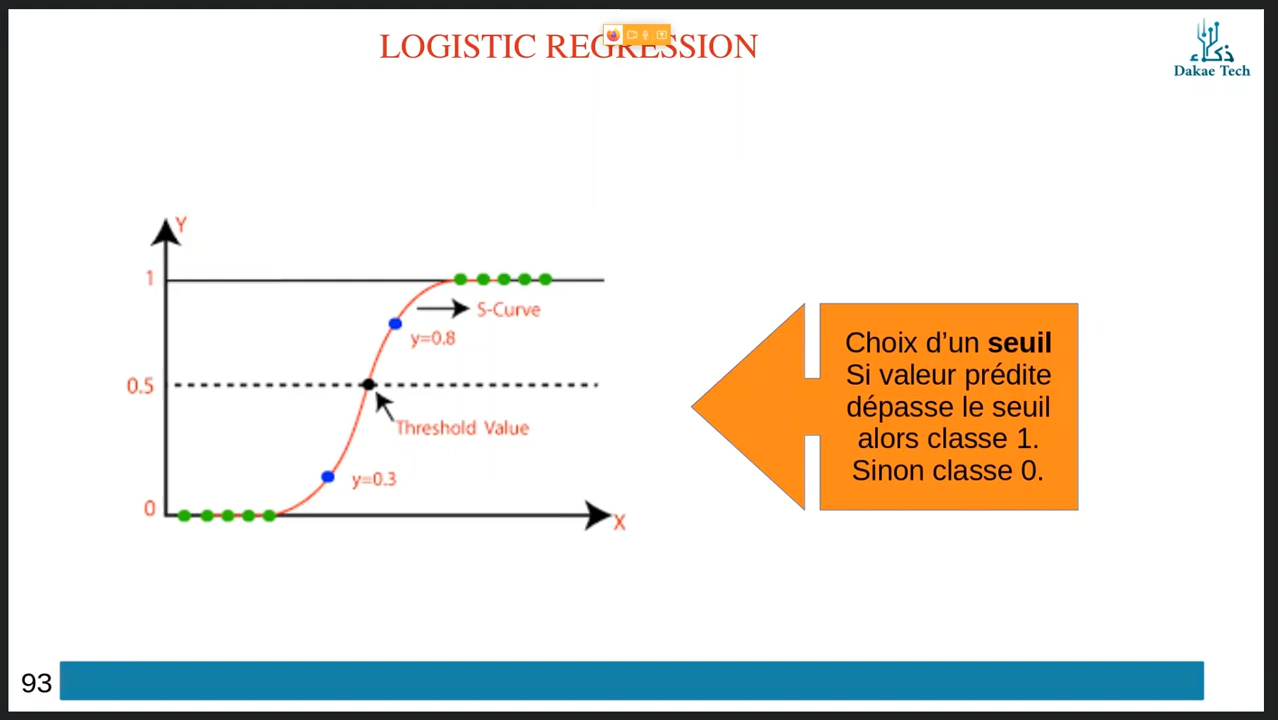 LOGISTIC REGRESSION
ذكاء
Dakae Tech
Y
1
S-Curve
y=0.8
0.5
Threshold Value
y=0.3
0
X
Choix d’un seuil
Si valeur prédite
dépasse le seuil
alors classe 1.
Sinon classe 0.
93